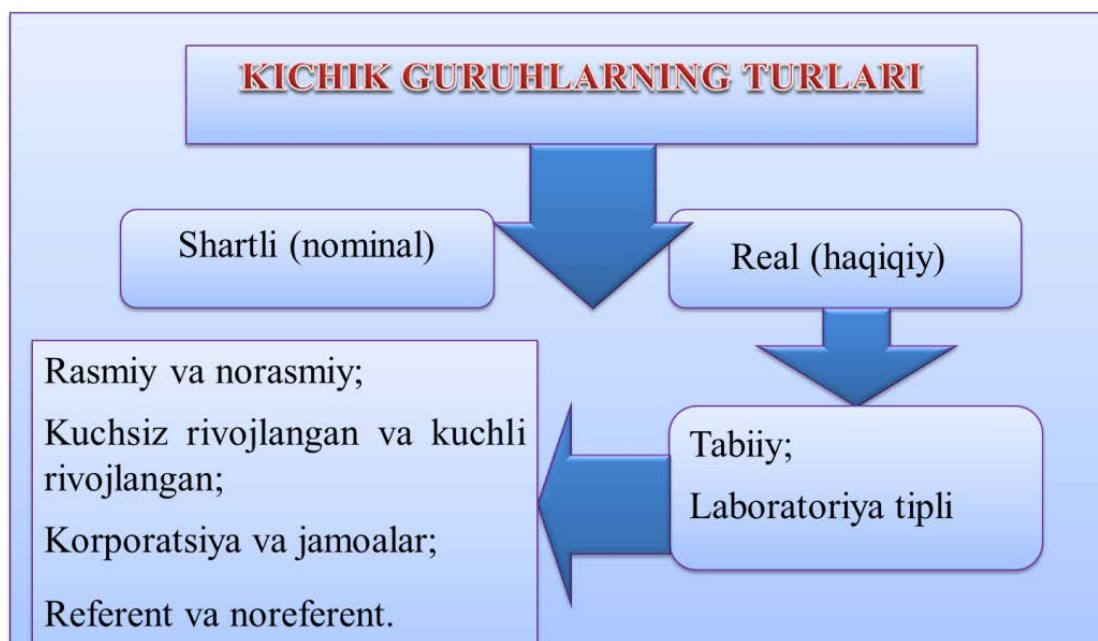 KICHIK GURUHLARNING TURLARI
Shartli (nominal)
Real (haqiqiy)
Rasmiy va norasmiy;
Kuchsiz rivojlangan va kuchli
rivojlangan;
Korporatsiya va jamoalar;
Referent va noreferent.
Tabiiy;
Laboratoriya tipli